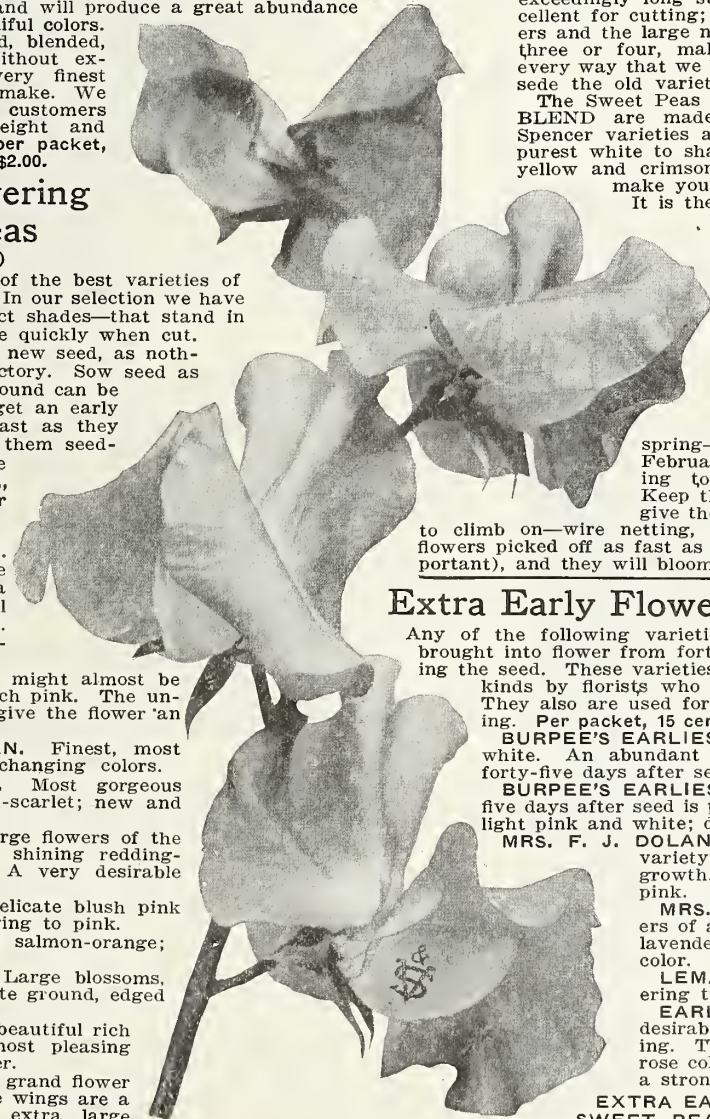 and will produce a great abundance
iful colors.
d, blended,
ithout ex-
very finest
make. We
customers
eight and
per packet,
$2.00.
ering
eas
)
of the best varieties of
In our selection we have
ct shades—that stand in
e quickly when cut.
new seed, as noth-
ctory. Sow seed as
ound can be
get an early
ast as they
them seed-
e
.,
r
.
e
a
l
.
-
might almost be
ch pink. The un-
give the flower an
N. Finest, most
changing colors.
. Most gorgeous
-scarlet; new and
rge flowers of the
shining redding-
A very desirable
elicate blush pink
ring to pink.
salmon-orange;
Large blossoms,
te ground, edged
beautiful rich
most pleasing
er.
grand flower
e wings are a
extra large
exceedingly long s
cellent for cutting;
ers and the large n
three or four, mak
every way that we
sede the old variet
The Sweet Peas
BLEND are made
Spencer varieties a
purest white to sha
yellow and crimson
make you
It is the
spring—
Februa
ing to
Keep th
give the
to climb on—wire netting,
flowers picked off as fast as
portant), and they will bloom
Extra Early Flowe
Any of the following varieti
brought into flower from fort
ing the seed. These varieties
kinds by florists who
They also are used for
ing. Per packet, 15 cen
BURPEE'S EARLIES
white. An abundant
forty-five days after se
BURPEE'S EARLIES
five days after seed is p
light pink and white; d
MRS. F. J. DOLAN
variety
growth.
pink.
MRS.
ers of a
lavende
color.
LEMA
ering t
EARL
desirab
ing. T
rose col
a stron
EXTRA EA
SWEET PEA